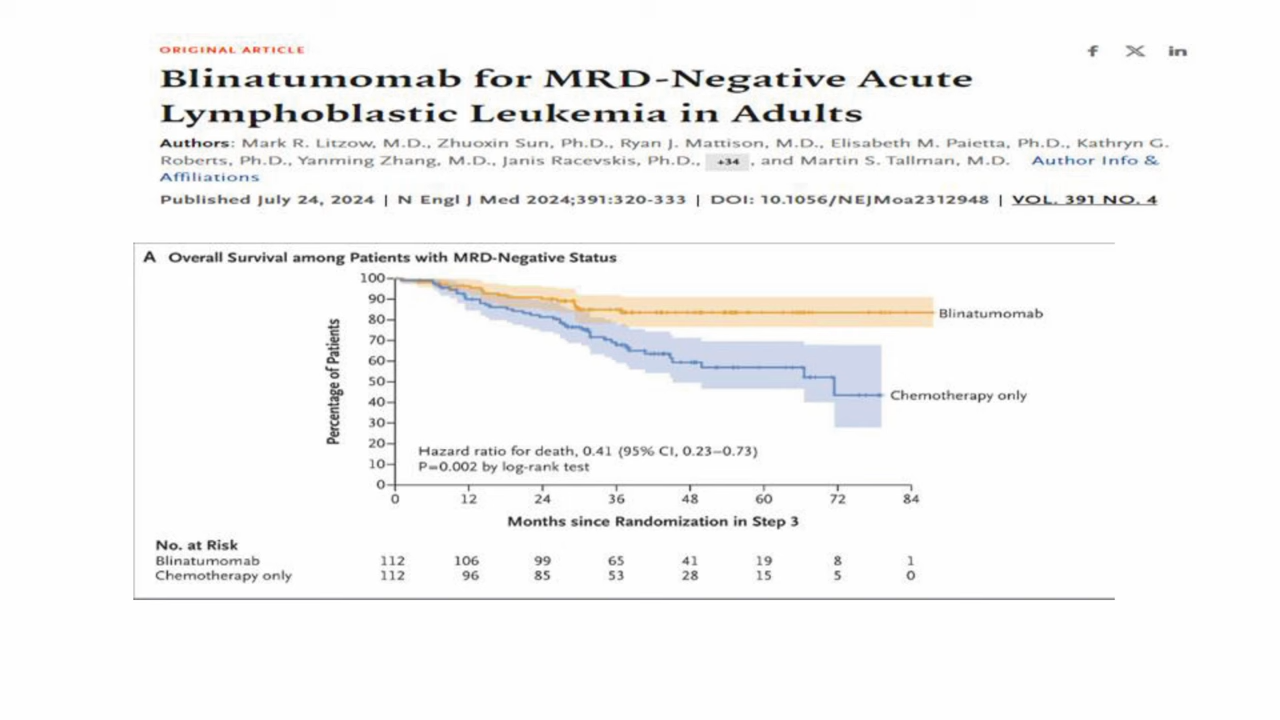 ORIGINAL ARTICLE
Blinatumomab for MRD-Negative Acute
Lymphoblastic Leukemia in Adults
Authors: Mark R. Litzow, M.D., Zhuoxin Sun, Ph.D., Ryan J. Mattison, M.D., Elisabeth M. Paietta, Ph.D., Kathryn G.
Roberts, Ph.D., Yanming Zhang, M.D., Janis Racevskis, Ph.D., +34 , and Martin S. Tallman, M.D. Author Info &
Affiliations
Published July 24, 2024 | N Engl J Med 2024;391:320-333 | DOI: 10.1056/NEJMoa2312948 | VOL. 391 NO. 4
A Overall Survival among Patients with MRD-Negative Status
Percentage of Patients
100
90
80
70
60
50
40
30
20
10
0
Blinatumomab
Chemotherapy only
Hazard ratio for death, 0.41 (95% CI, 0.23–0.73)
P=0.002 by log-rank test
0 12 24 36 48 60 72 84
Months since Randomization in Step 3
No. at Risk
Blinatumomab 112 106 99 65 41 19 8 1
Chemotherapy only 112 96 85 53 28 15 5 0